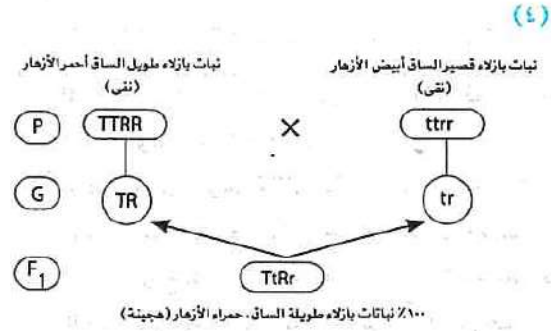 (٤)
نبات بازلاء طويل الساق أحمر الأزهار
(نقى)
نبات بازلاء قصير الساق أبيض الأزهار
(نقى)
P TTRR × ttrr
G TR tr
F1 TtRr
١٠٠٪ نباتات بازلاء طويلة الساق، حمراء الأزهار (هجينة)